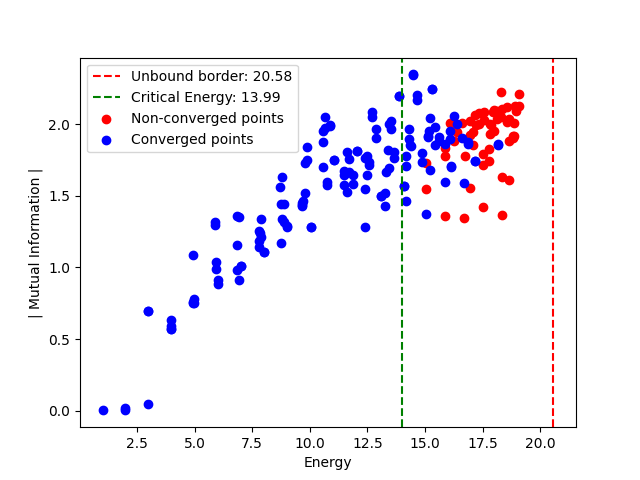 Unbound border: 20.58
Critical Energy: 13.99
Non-converged points
Converged points
| Mutual Information |
2.0
1.5
1.0
0.5
0.0
2.5 5.0 7.5 10.0 12.5 15.0 17.5 20.0
Energy